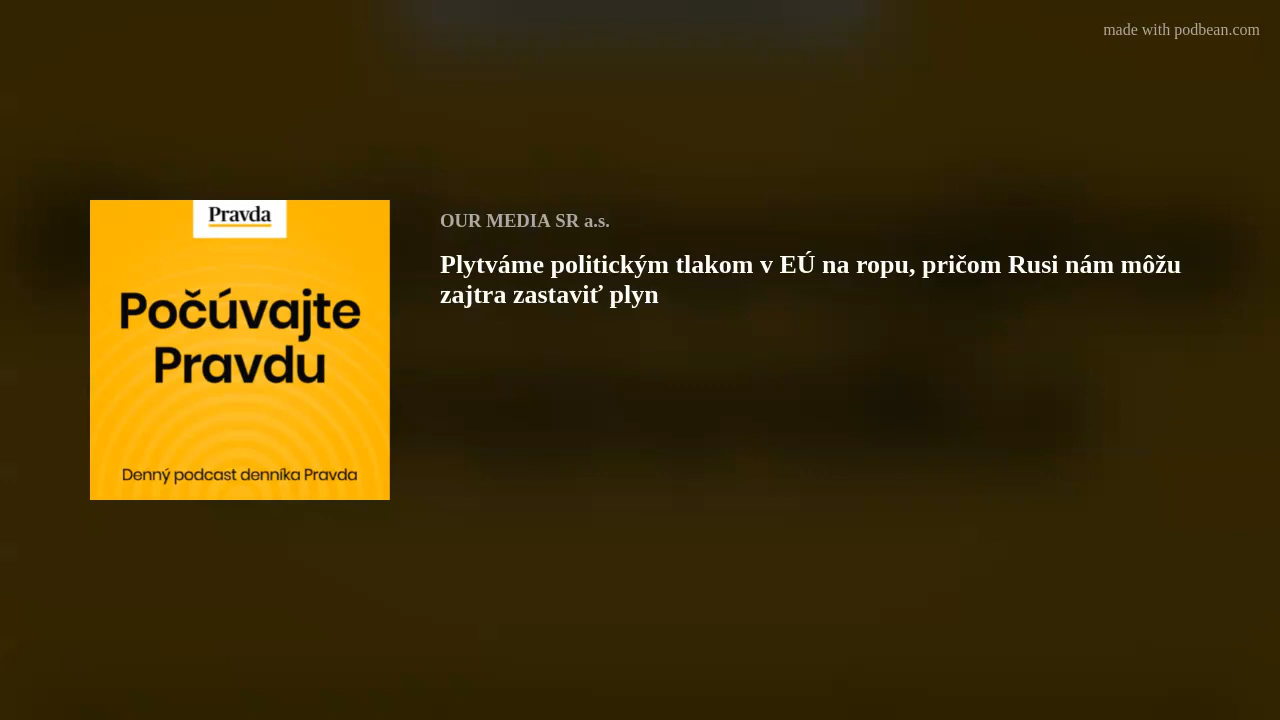 made with podbean.com
Pravda
Počúvajte
Pravdu
Denný podcast denníka Pravda
OUR MEDIA SR a.s.
Plytváme politickým tlakom v EÚ na ropu, pričom Rusi nám môžu
zajtra zastaviť plyn